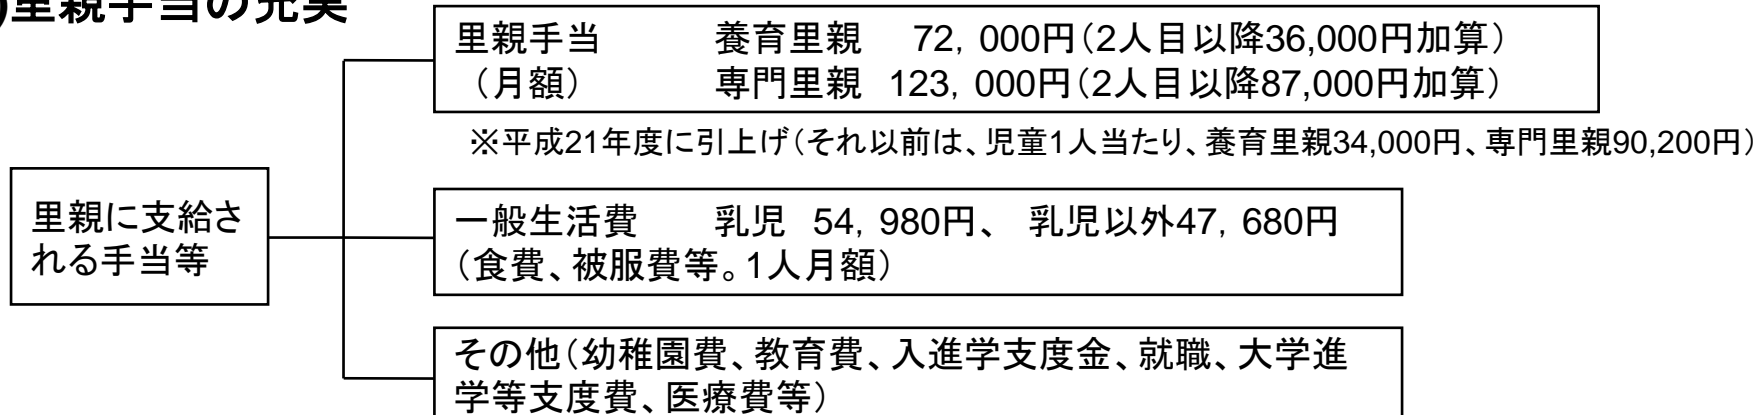 )里親手当の充実
里親手当　　養育里親　72，000円（2人目以降36,000円加算）
（月額）　　専門里親　123，000円（2人目以降87,000円加算）
※平成21年度に引上げ（それ以前は、児童1人当たり、養育里親34,000円、専門里親90,200円）
里親に支給さ
れる手当等
一般生活費　　乳児　54，980円、 乳児以外47，680円
（食費、被服費等。1人月額）
その他（幼稚園費、教育費、入進学支度金、就職、大学進
学等支度費、医療費等）